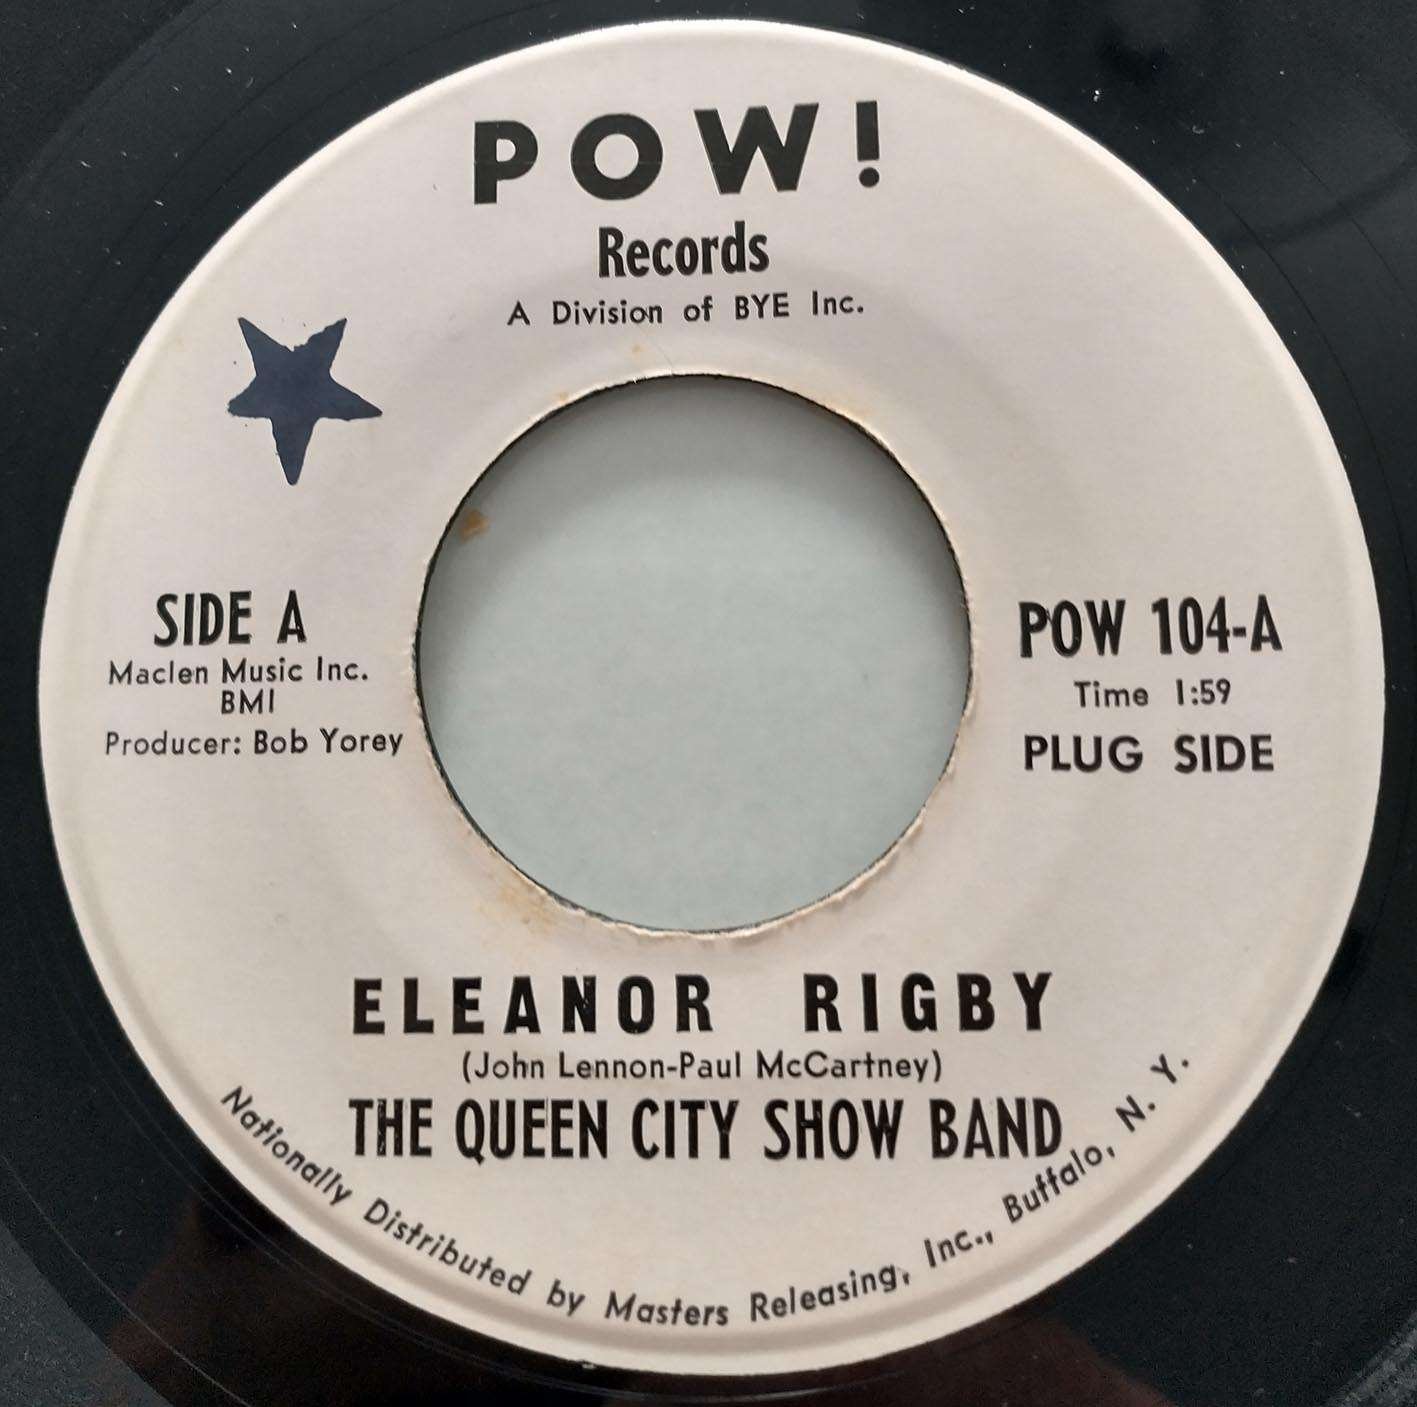 POW!
Records
A Division of BYE Inc.
SIDE A
Maclen Music Inc.
BMI
Producer: Bob Yorey
POW 104-A
Time 1:59
PLUG SIDE
ELEANOR RIGBY
(John Lennon-Paul McCartney)
THE QUEEN CITY SHOW BAND
Nationally Distributed by Masters Releasing, Inc., Buffalo, N. Y.